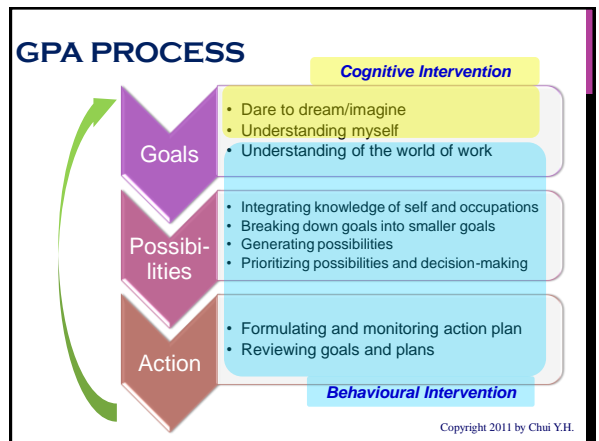 GPA PROCESS
Cognitive Intervention
Goals
• Dare to dream/imagine
• Understanding myself
• Understanding of the world of work
Possibi-
lities
• Integrating knowledge of self and occupations
• Breaking down goals into smaller goals
• Generating possibilities
• Prioritizing possibilities and decision-making
Action
• Formulating and monitoring action plan
• Reviewing goals and plans
Behavioural Intervention
Copyright 2011 by Chui Y.H.